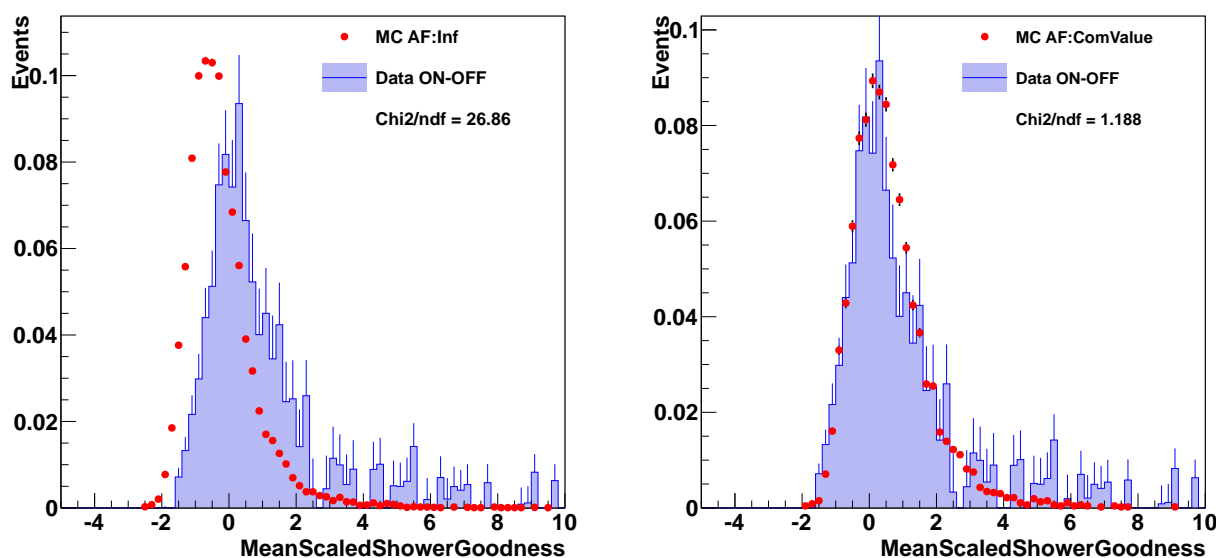 Events
MC AF:Inf
Data ON-OFF
Chi2/ndf = 26.86
0.1
0.08
0.06
0.04
0.02
0
-4 -2 0 2 4 6 8 10
MeanScaledShowerGoodness
Events
MC AF:ComValue
Data ON-OFF
Chi2/ndf = 1.188
0.1
0.08
0.06
0.04
0.02
0
-4 -2 0 2 4 6 8 10
MeanScaledShowerGoodness